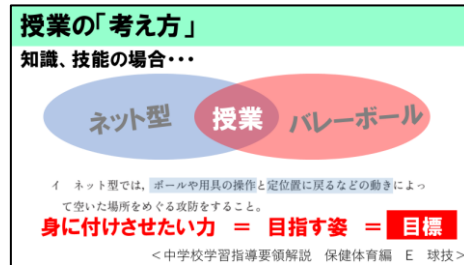 授業の「考え方」
知識、技能の場合・・・
ネット型 授業 バレーボール
イ ネット型では、ボールや用具の操作と定位置に戻るなどの動きによっ
て空いた場所をめぐる攻防をすること。
身に付けさせたい力 = 目指す姿 = 目標
<中学校学習指導要領解説 保健体育編 E 球技>